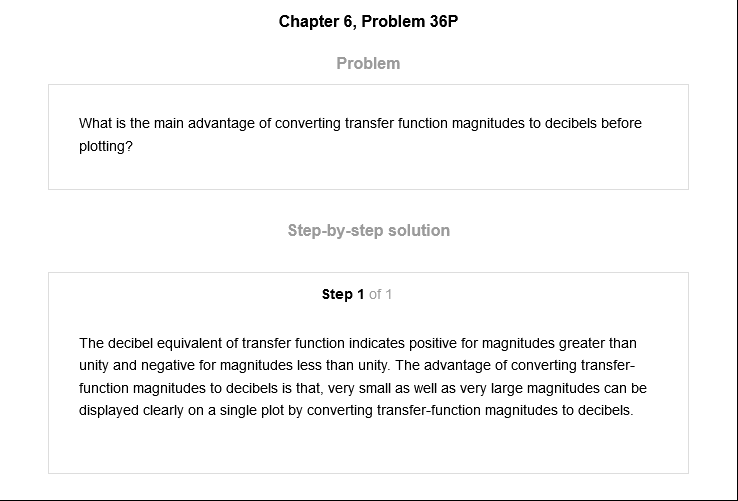 Chapter 6, Problem 36P
Problem
What is the main advantage of converting transfer function magnitudes to decibels before
plotting?
Step-by-step solution
Step 1 of 1
The decibel equivalent of transfer function indicates positive for magnitudes greater than
unity and negative for magnitudes less than unity. The advantage of converting transfer-
function magnitudes to decibels is that, very small as well as very large magnitudes can be
displayed clearly on a single plot by converting transfer-function magnitudes to decibels.